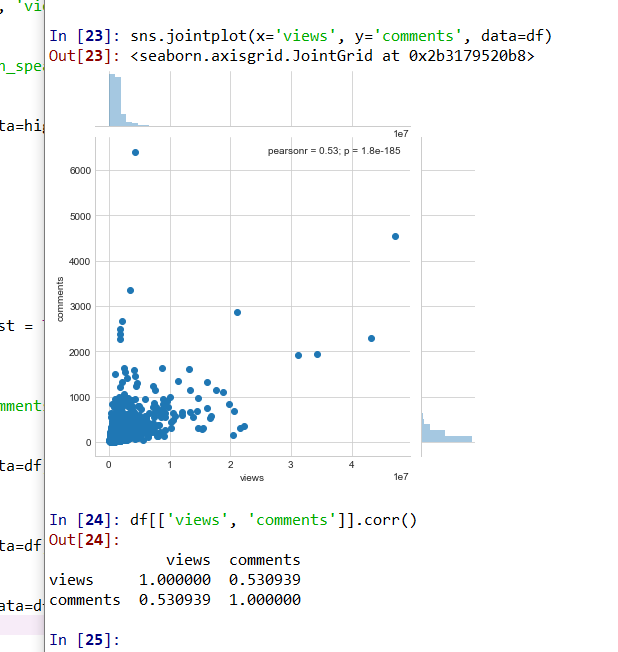 , 'vi
In [23]: sns.jointplot(x='views', y='comments', data=df)
Out[23]: <seaborn.axisgrid.JointGrid at 0x2b3179520b8>
n_spea
ta=hig
1e7
pearsonr = 0.53; p = 1.8e-185
6000
5000
4000
3000
2000
1000
0
comments
0 1 2 3 4
views
1e7
st =
mment
ta=df
In [24]: df[['views', 'comments']].corr()
Out[24]:
views comments
views 1.000000 0.530939
comments 0.530939 1.000000
ta=df
ata=d
In [25]: